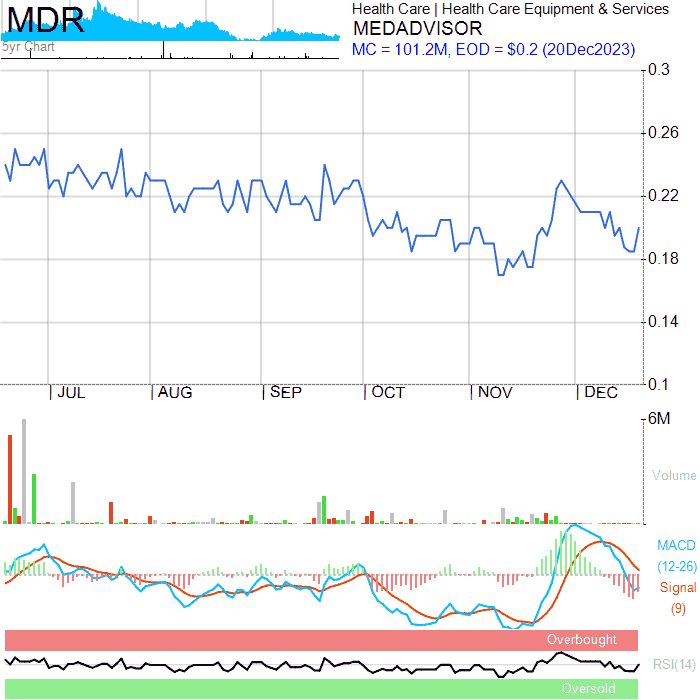 MDR
5yr Chart
Health Care | Health Care Equipment & Services
MEDADVISOR
MC = 101.2M, EOD = $0.2 (20Dec2023)
0.3
0.26
0.22
0.18
0.14
0.1
JUL
AUG
SEP
OCT
NOV
DEC
6M
Volume
MACD
(12-26)
Signal
(9)
Overbought
RSI(14)
Oversold